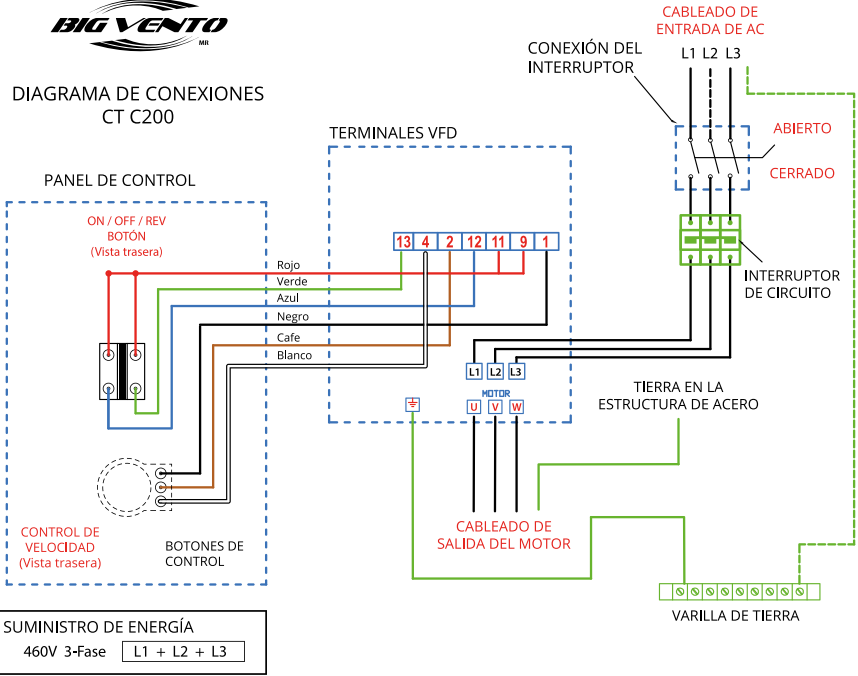 BIG VENTO
MR
DIAGRAMA DE CONEXIONES
CT C200
PANEL DE CONTROL
ON / OFF / REV
BOTÓN
(Vista trasera)
TERMINALES VFD
13 4 2 12 11 9 1
Rojo
Verde
Azul
Negro
Cafe
Blanco
CONTROL DE
VELOCIDAD
(Vista trasera)
BOTONES DE
CONTROL
L1 L2 L3
MOTOR
U V W
CABLEADO DE
SALIDA DEL MOTOR
CABLEADO DE
ENTRADA DE AC
L1 L2 L3
CONEXIÓN DEL
INTERRUPTOR
ABIERTO
CERRADO
INTERRUPTOR
DE CIRCUITO
TIERRA EN LA
ESTRUCTURA DE ACERO
VARILLA DE TIERRA
SUMINISTRO DE ENERGÍA
460V 3-Fase L1 + L2 + L3